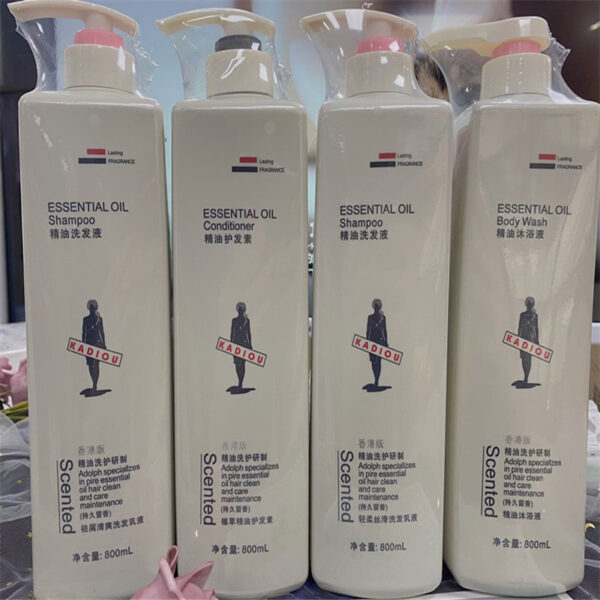 Lasting
FRAGRANCE
ESSENTIAL OIL
Shampoo
精油洗发液
KADIOU
香港版
精油洗护研制
Adolph specializes
in pire essential
oil hair clean
and care
maintenance
(持久留香)
祛屑清爽洗发乳液
Scented
净含量: 800mL
Lasting
FRAGRANCE
ESSENTIAL OIL
Conditioner
精油护发素
KADIOU
香港版
精油洗护研制
Adolph specializes
in pire essential
oil hair clean
and care
maintenance
(持久留香)
植草精油护发素
Scented
净含量: 800mL
Lasting
FRAGRANCE
ESSENTIAL OIL
Shampoo
精油洗发液
KADIOU
香港版
精油洗护研制
Adolph specializes
in pire essential
oil hair clean
and care
maintenance
(持久留香)
轻柔丝滑洗发乳液
Scented
净含量: 800mL
Lasting
FRAGRANCE
ESSENTIAL OIL
Body Wash
精油沐浴液
KADIOU
香港版
精油洗护研制
Adolph specializes
in pire essential
oil hair clean
and care
maintenance
(持久留香)
精油沐浴液
Scented
净含量: 800mL